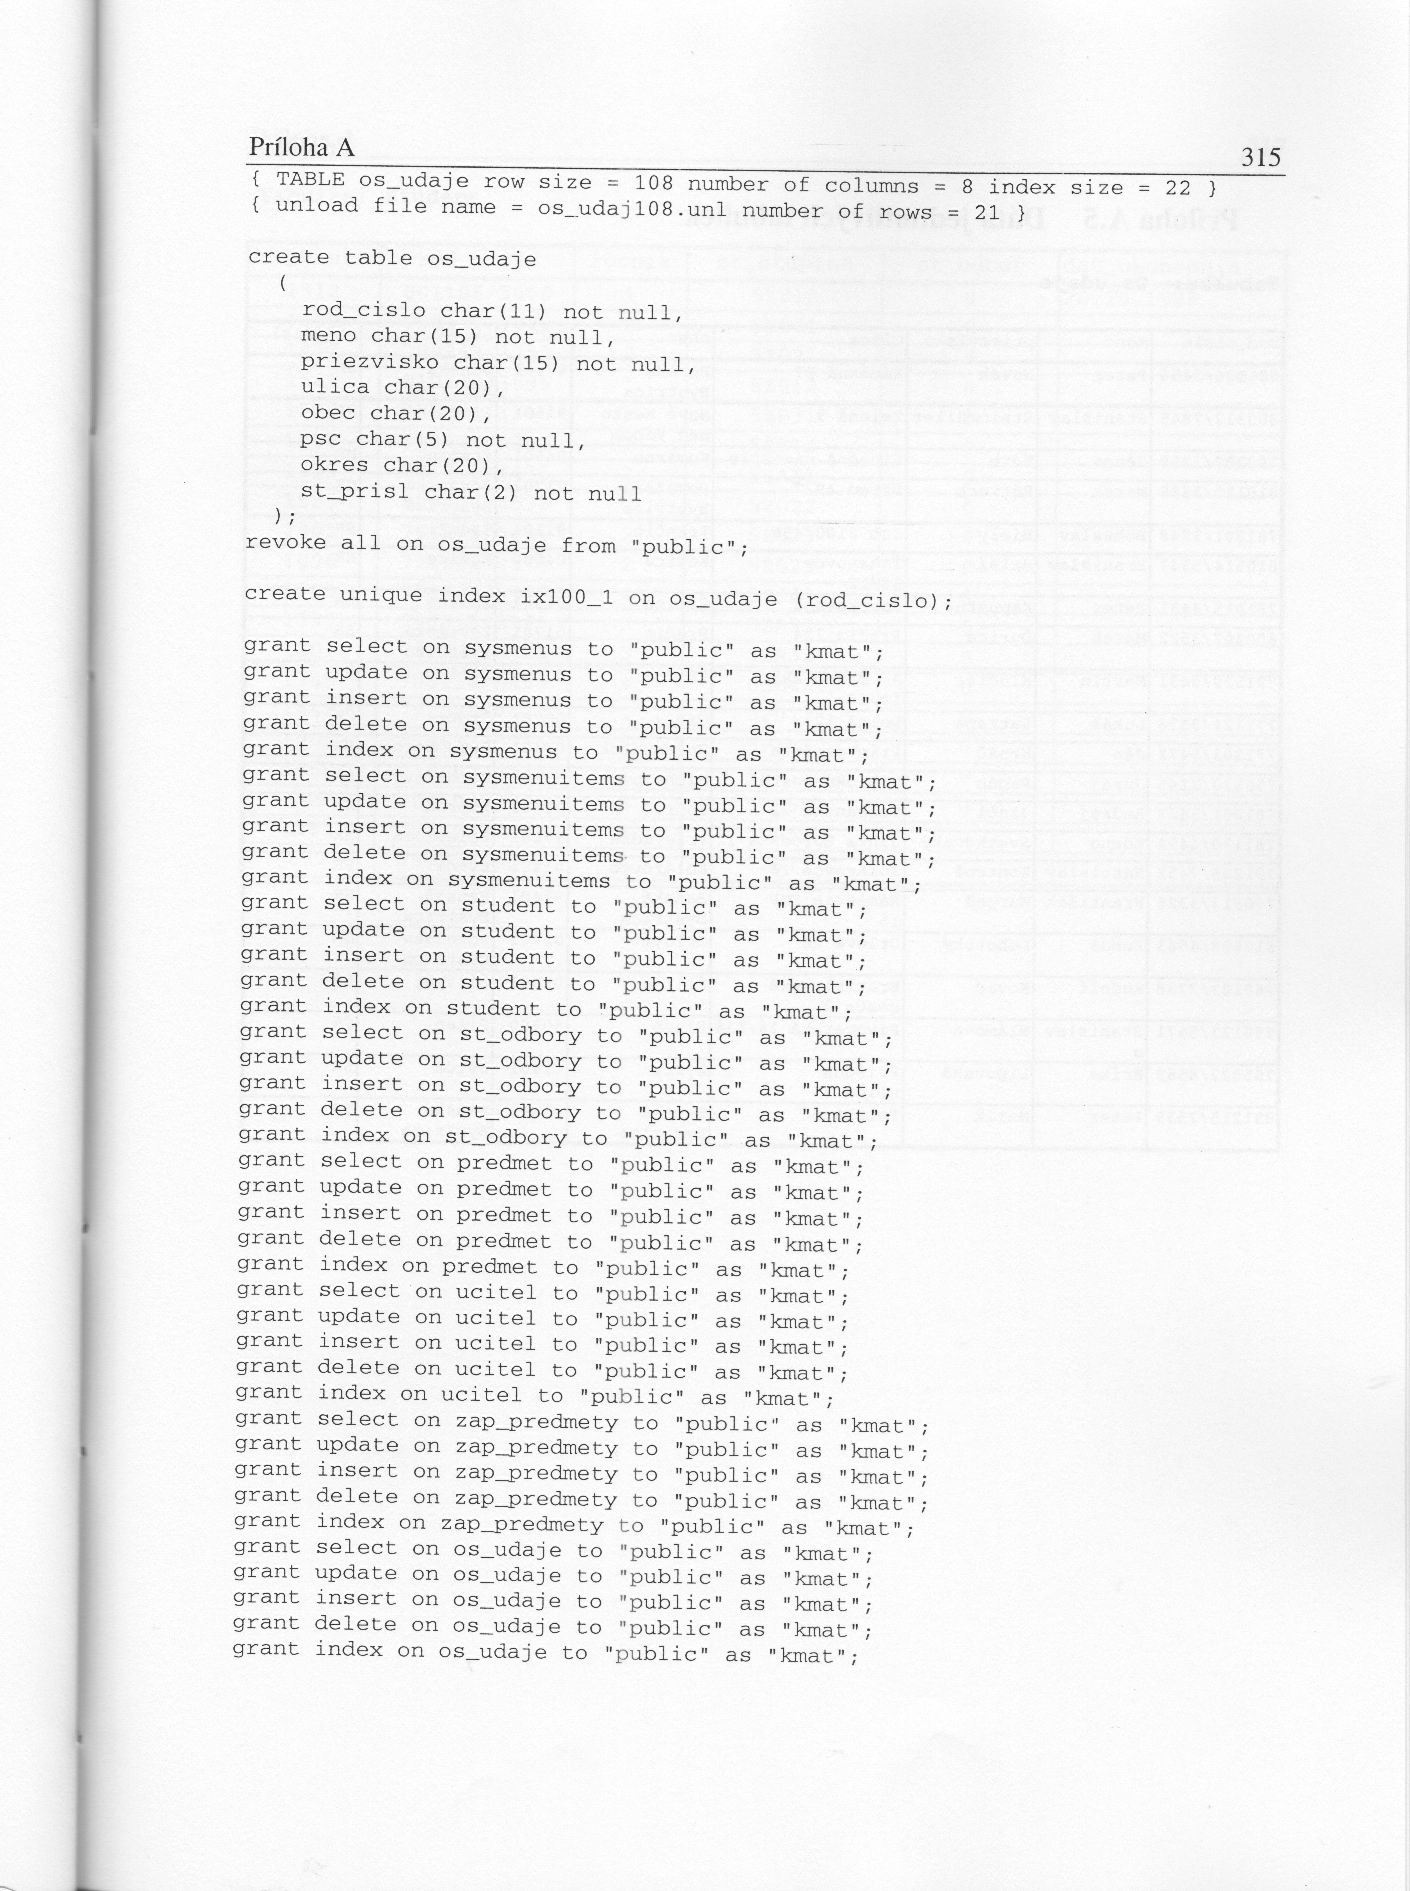 Príloha A 315
{ TABLE os_udaje row size = 108 number of columns = 8 index size = 22 }
{ unload file name = os_udaj108.unl number of rows = 21 }
create table os_udaje
(
rod_cislo char(11) not null,
meno char(15) not null,
priezvisko char(15) not null,
ulica char(20),
obec char(20),
psc char(5) not null,
okres char(20),
st_prisl char(2) not null
);
revoke all on os_udaje from "public";
create unique index ix100_1 on os_udaje (rod_cislo);
grant select on sysmenus to "public" as "kmat";
grant update on sysmenus to "public" as "kmat";
grant insert on sysmenus to "public" as "kmat";
grant delete on sysmenus to "public" as "kmat";
grant index on sysmenus to "public" as "kmat";
grant select on sysmenuitems to "public" as "kmat";
grant update on sysmenuitems to "public" as "kmat";
grant insert on sysmenuitems to "public" as "kmat";
grant delete on sysmenuitems to "public" as "kmat";
grant index on sysmenuitems to "public" as "kmat";
grant select on student to "public" as "kmat";
grant update on student to "public" as "kmat";
grant insert on student to "public" as "kmat";
grant delete on student to "public" as "kmat";
grant index on student to "public" as "kmat";
grant select on st_odbory to "public" as "kmat";
grant update on st_odbory to "public" as "kmat";
grant insert on st_odbory to "public" as "kmat";
grant delete on st_odbory to "public" as "kmat";
grant index on st_odbory to "public" as "kmat";
grant select on predmet to "public" as "kmat";
grant update on predmet to "public" as "kmat";
grant insert on predmet to "public" as "kmat";
grant delete on predmet to "public" as "kmat";
grant index on predmet to "public" as "kmat";
grant select on ucitel to "public" as "kmat";
grant update on ucitel to "public" as "kmat";
grant insert on ucitel to "public" as "kmat";
grant delete on ucitel to "public" as "kmat";
grant index on ucitel to "public" as "kmat";
grant select on zap_predmety to "public" as "kmat";
grant update on zap_predmety to "public" as "kmat";
grant insert on zap_predmety to "public" as "kmat";
grant delete on zap_predmety to "public" as "kmat";
grant index on zap_predmety to "public" as "kmat";
grant select on os_udaje to "public" as "kmat";
grant update on os_udaje to "public" as "kmat";
grant insert on os_udaje to "public" as "kmat";
grant delete on os_udaje to "public" as "kmat";
grant index on os_udaje to "public" as "kmat";